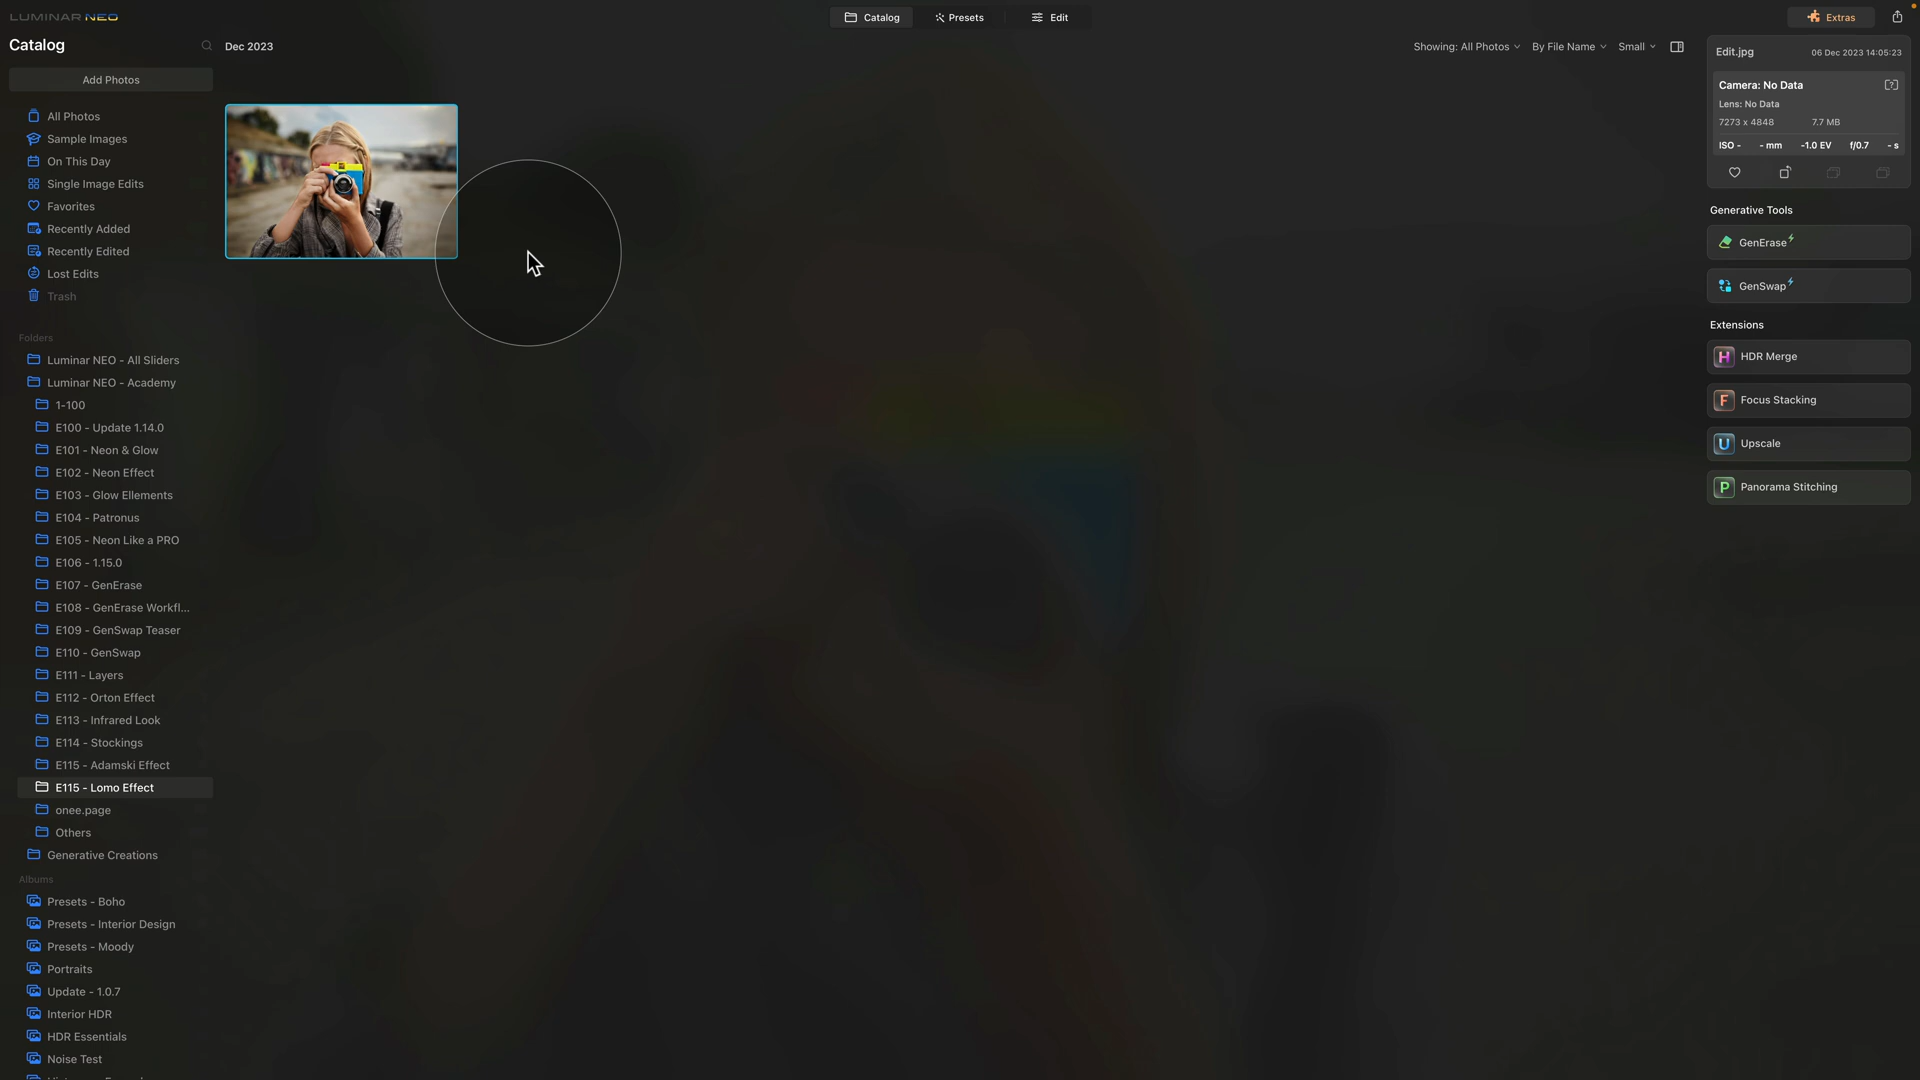 LUMINAR NEO
Catalog
Presets
Edit
Extras
Catalog
Dec 2023
Showing: All Photos
By File Name
Small
Add Photos
All Photos
Sample Images
On This Day
Single Image Edits
Favorites
Recently Added
Recently Edited
Lost Edits
Trash
Folders
Luminar NEO - All Sliders
Luminar NEO - Academy
1-100
E100 - Update 1.14.0
E101 - Neon & Glow
E102 - Neon Effect
E103 - Glow Ellements
E104 - Patronus
E105 - Neon Like a PRO
E106 - 1.15.0
E107 - GenErase
E108 - GenErase Workfl...
E109 - GenSwap Teaser
E110 - GenSwap
E111 - Layers
E112 - Orton Effect
E113 - Infrared Look
E114 - Stockings
E115 - Adamski Effect
E115 - Lomo Effect
onee.page
Others
Generative Creations
Albums
Presets - Boho
Presets - Interior Design
Presets - Moody
Portraits
Update - 1.0.7
Interior HDR
HDR Essentials
Noise Test
Edit.jpg
06 Dec 2023 14:05:23
Camera: No Data
Lens: No Data
7273 x 4848
7.7 MB
ISO -
- mm
-1.0 EV
f/0.7
- s
Generative Tools
GenErase
GenSwap
Extensions
H HDR Merge
F Focus Stacking
U Upscale
P Panorama Stitching